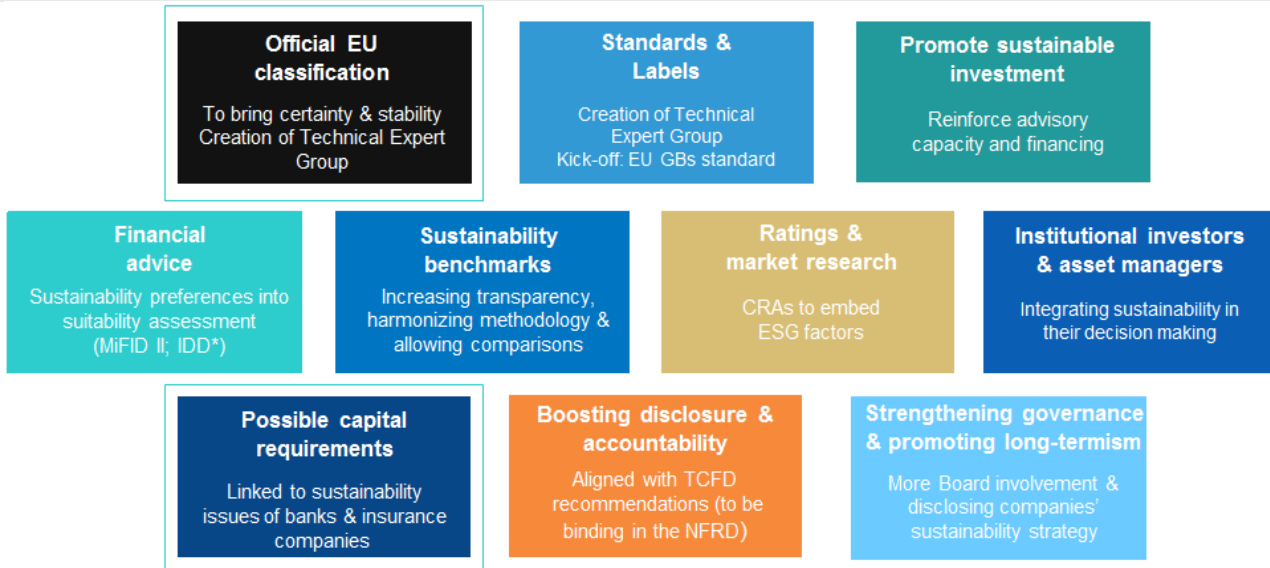 Official EU
classification
To bring certainty & stability
Creation of Technical Expert
Group
Standards &
Labels
Creation of Technical
Expert Group
Kick-off: EU GBs standard
Promote sustainable
investment
Reinforce advisory
capacity and financing
Financial
advice
Sustainability preferences into
suitability assessment
(MiFID II; IDD*)
Sustainability
benchmarks
Increasing transparency,
harmonizing methodology &
allowing comparisons
Ratings &
market research
CRAs to embed
ESG factors
Institutional investors
& asset managers
Integrating sustainability in
their decision making
Possible capital
requirements
Linked to sustainability
issues of banks & insurance
companies
Boosting disclosure &
accountability
Aligned with TCFD
recommendations (to be
binding in the NFRD)
Strengthening governance
& promoting long-termism
More Board involvement &
disclosing companies’
sustainability strategy